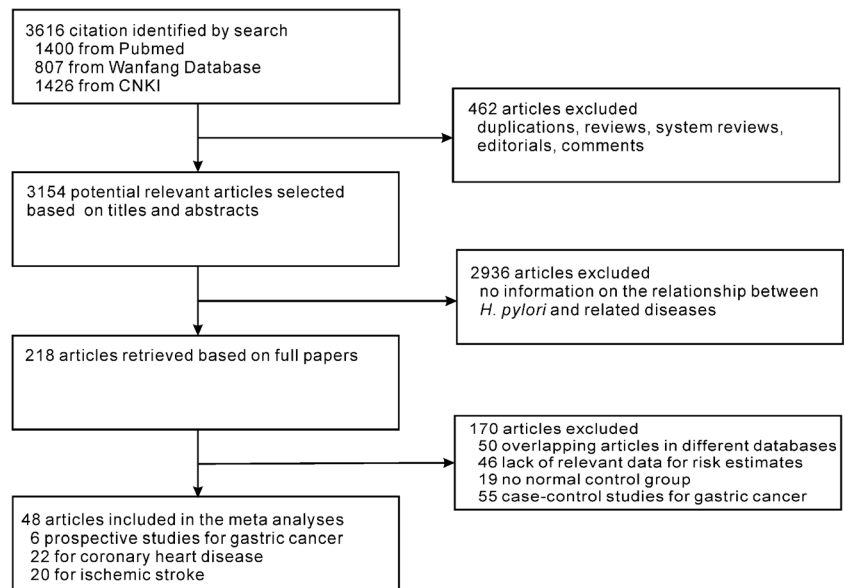 3616 citation identified by search
1400 from Pubmed
807 from Wanfang Database
1426 from CNKI
462 articles excluded
duplications, reviews, system reviews,
editorials, comments
3154 potential relevant articles selected
based on titles and abstracts
2936 articles excluded
no information on the relationship between
H. pylori and related diseases
218 articles retrieved based on full papers
170 articles excluded
50 overlapping articles in different databases
46 lack of relevant data for risk estimates
19 no normal control group
55 case-control studies for gastric cancer
48 articles included in the meta analyses
6 prospective studies for gastric cancer
22 for coronary heart disease
20 for ischemic stroke